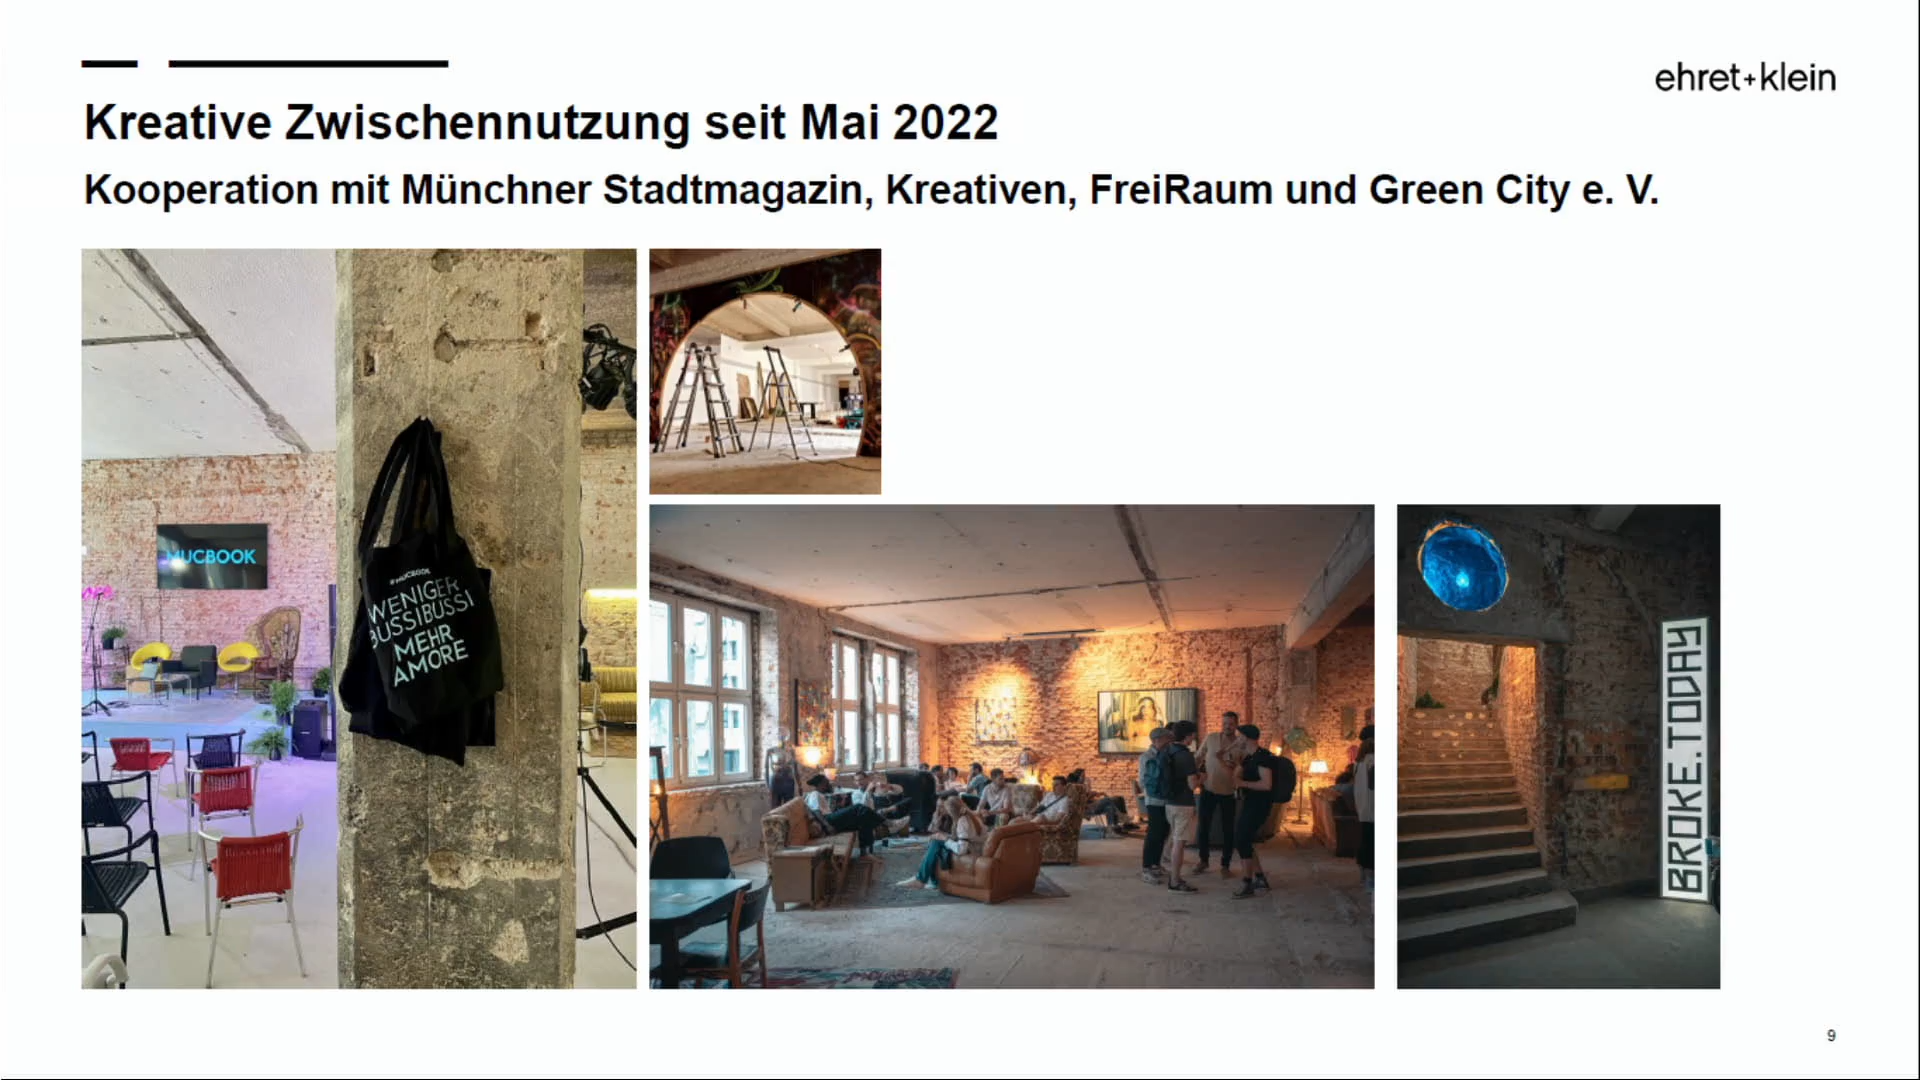 ehret+klein
Kreative Zwischennutzung seit Mai 2022
Kooperation mit Münchner Stadtmagazin, Kreativen, FreiRaum und Green City e. V.
MUCBOOK
#MUCBOOK
WENIGER
BUSSIBUSSI
MEHR
AMORE
BROKE.TODAY
9